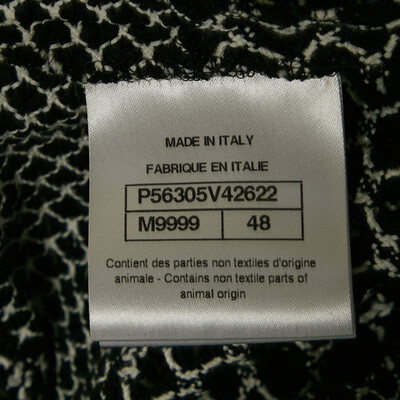 MADE IN ITALY
FABRIQUE EN ITALIE
P56305V42622
M9999 48
Contient des parties non textiles d'origine
animale - Contains non textile parts of
animal origin